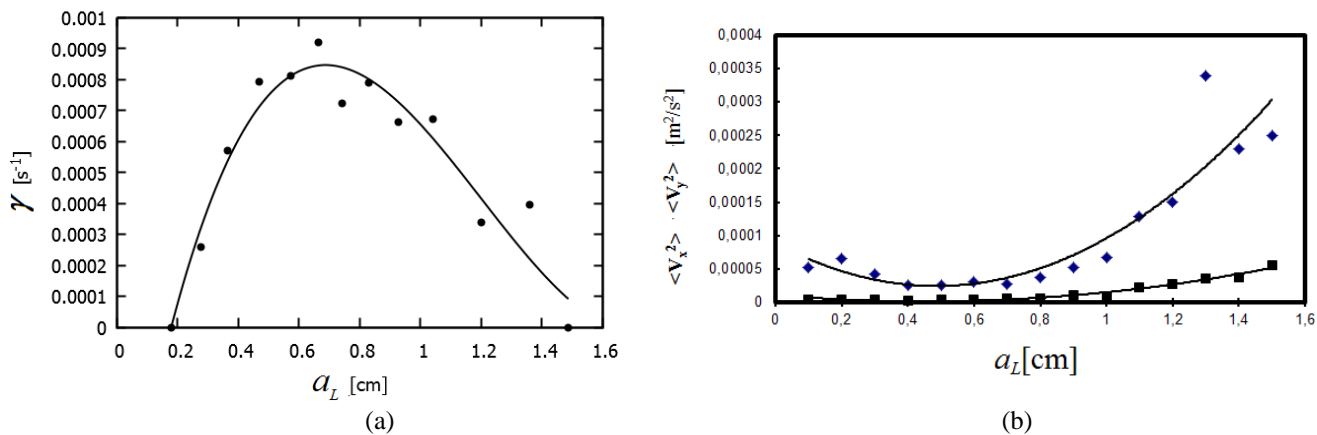 0.001
0.0009
0.0008
0.0007
0.0006
0.0005
0.0004
0.0003
0.0002
0.0001
0
γ [s⁻¹]
0 0.2 0.4 0.6 0.8 1 1.2 1.4 1.6
a_L [cm]
(a)
0,0004
0,00035
0,0003
0,00025
0,0002
0,00015
0,0001
0,00005
0
<Vₓ²> · <V_y²> [m²/s²]
0 0,2 0,4 0,6 0,8 1 1,2 1,4 1,6
a_L[cm]
(b)